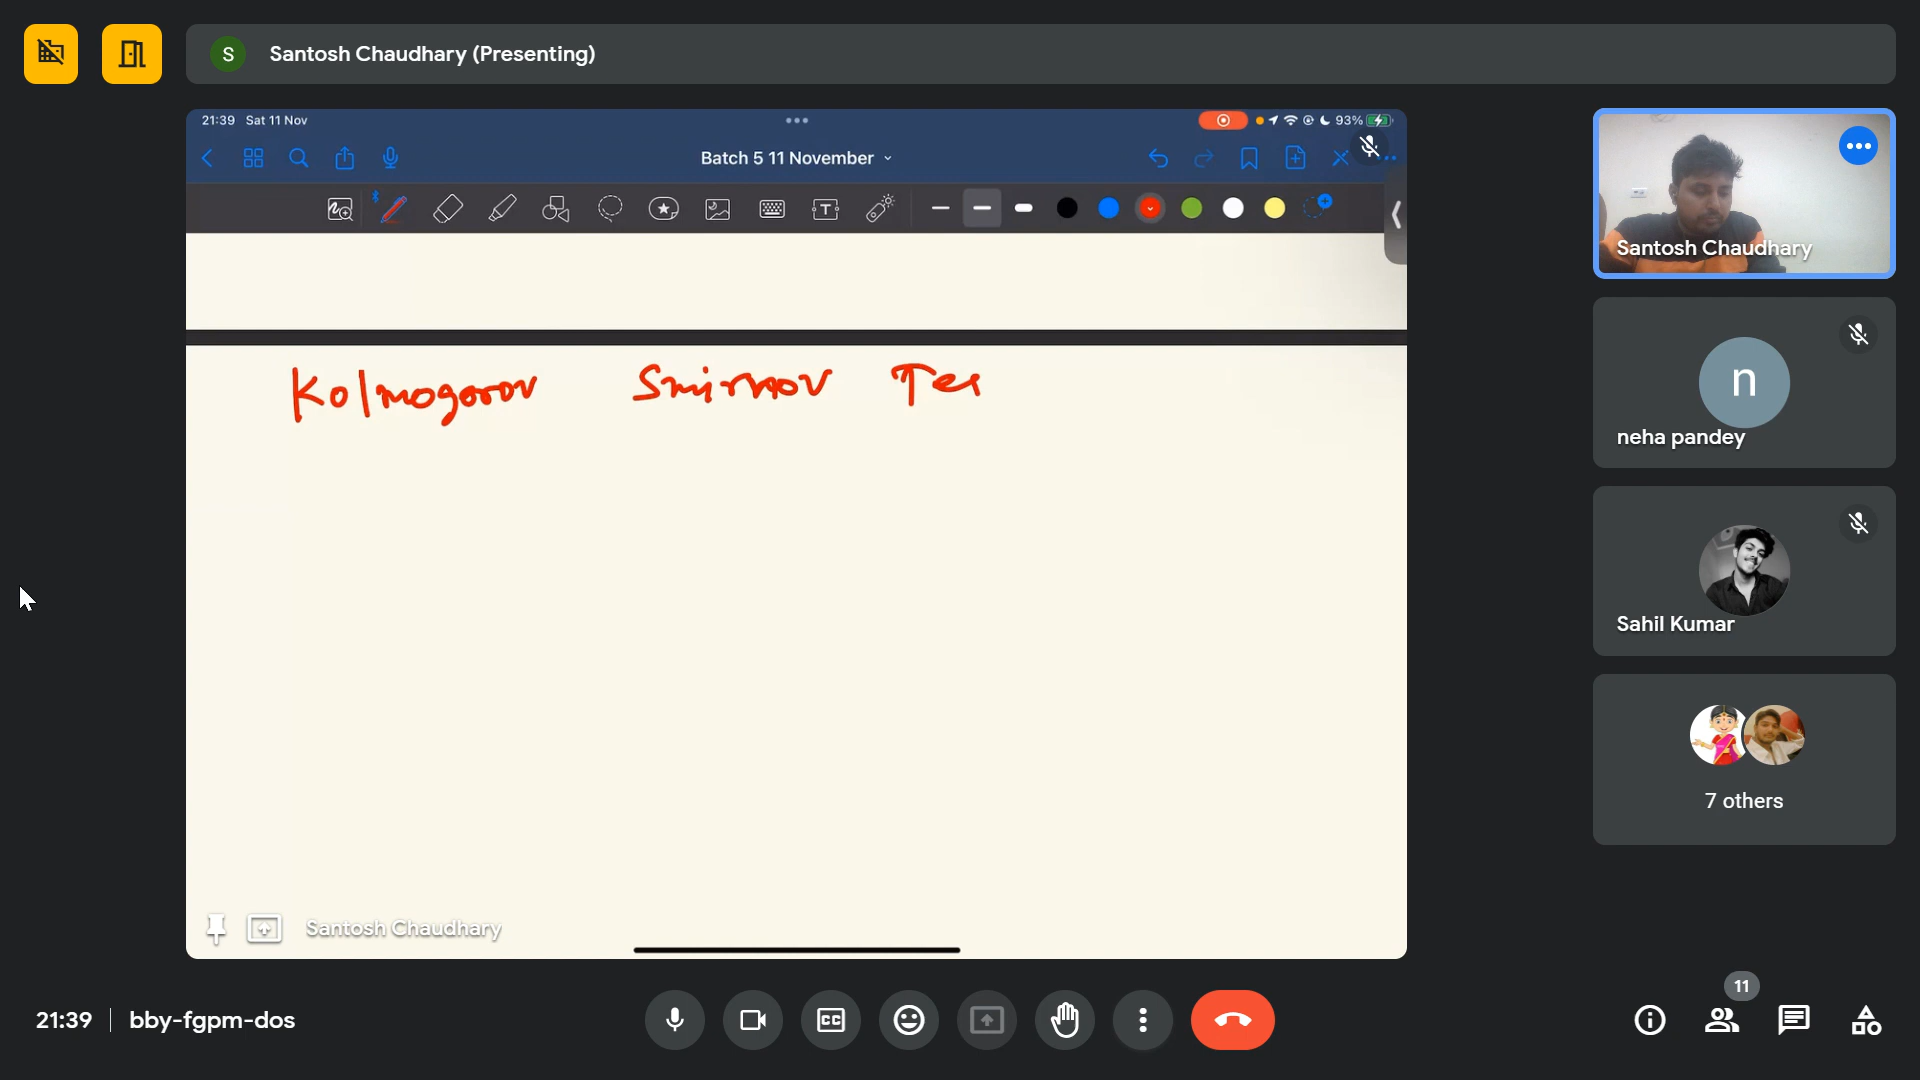 S Santosh Chaudhary (Presenting)
21:39 Sat 11 Nov
93%
Batch 5 11 November
T
Kolmogorov Smirnov Tes
Santosh Chaudhary
Santosh Chaudhary
n
neha pandey
Sahil Kumar
7 others
21:39 | bby-fgpm-dos
CC
11